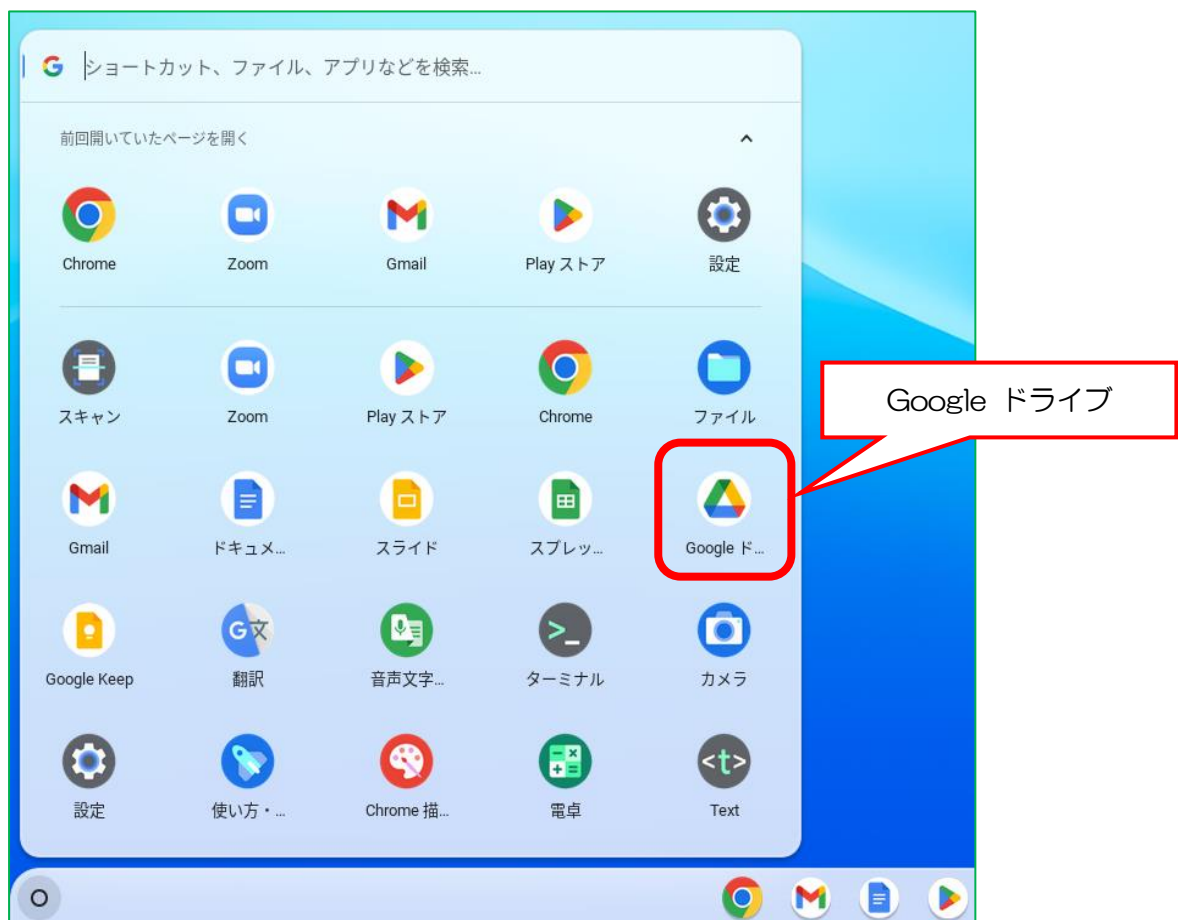 ショートカット、ファイル、アプリなどを検索...
前回開いていたページを開く
Chrome
Zoom
Gmail
Play ストア
設定
スキャン
Zoom
Play ストア
Chrome
ファイル
Google ドライブ
Gmail
ドキュメ...
スライド
スプレッ...
Google ド...
Google Keep
翻訳
音声文字...
ターミナル
カメラ
設定
使い方・...
Chrome 描...
電卓
<t>
Text